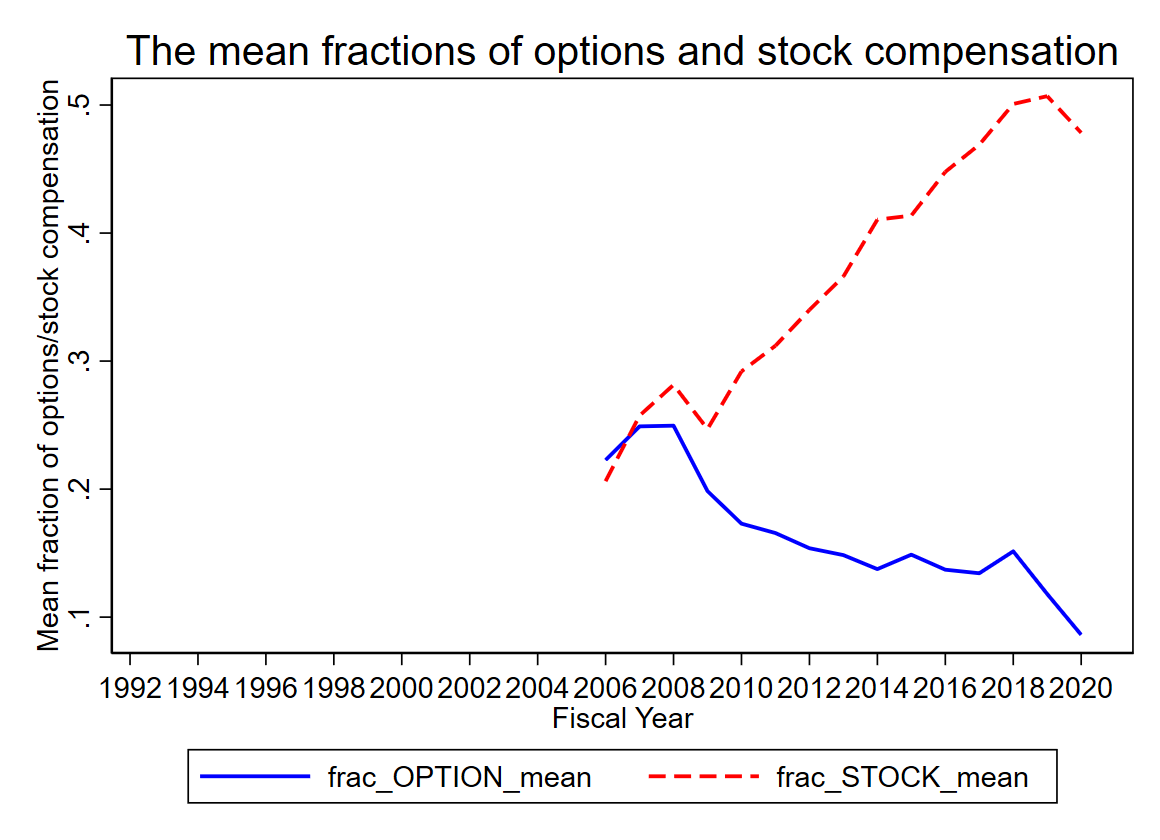 The mean fractions of options and stock compensation
Mean fraction of options/stock compensation
.5
.4
.3
.2
.1
1992 1994 1996 1998 2000 2002 2004 2006 2008 2010 2012 2014 2016 2018 2020
Fiscal Year
frac_OPTION_mean frac_STOCK_mean